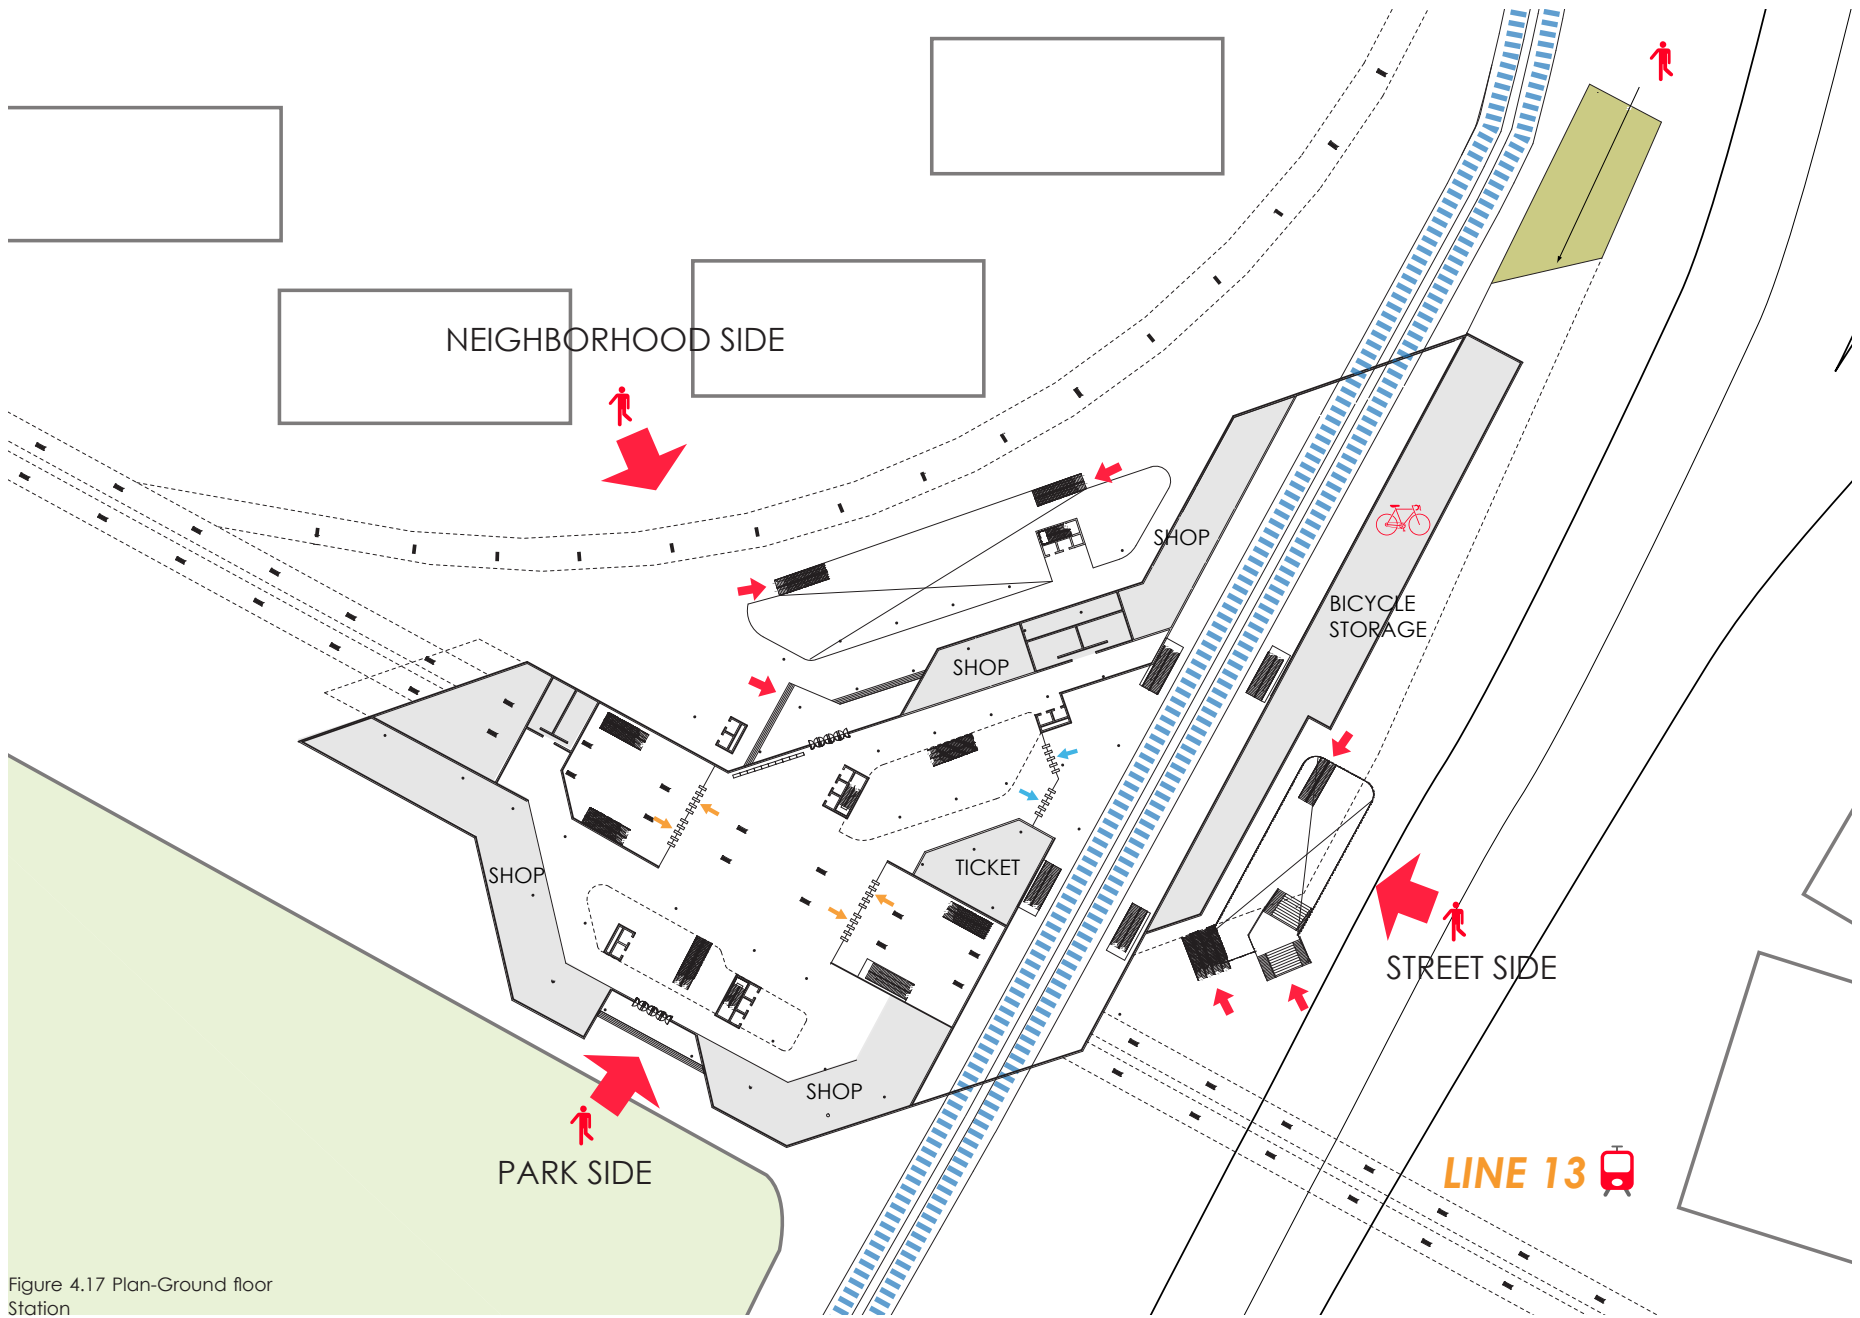 NEIGHBORHOOD SIDE
SHOP
BICYCLE
STORAGE
SHOP
SHOP
TICKET
STREET SIDE
SHOP
PARK SIDE
LINE 13
Figure 4.17 Plan-Ground floor
Station